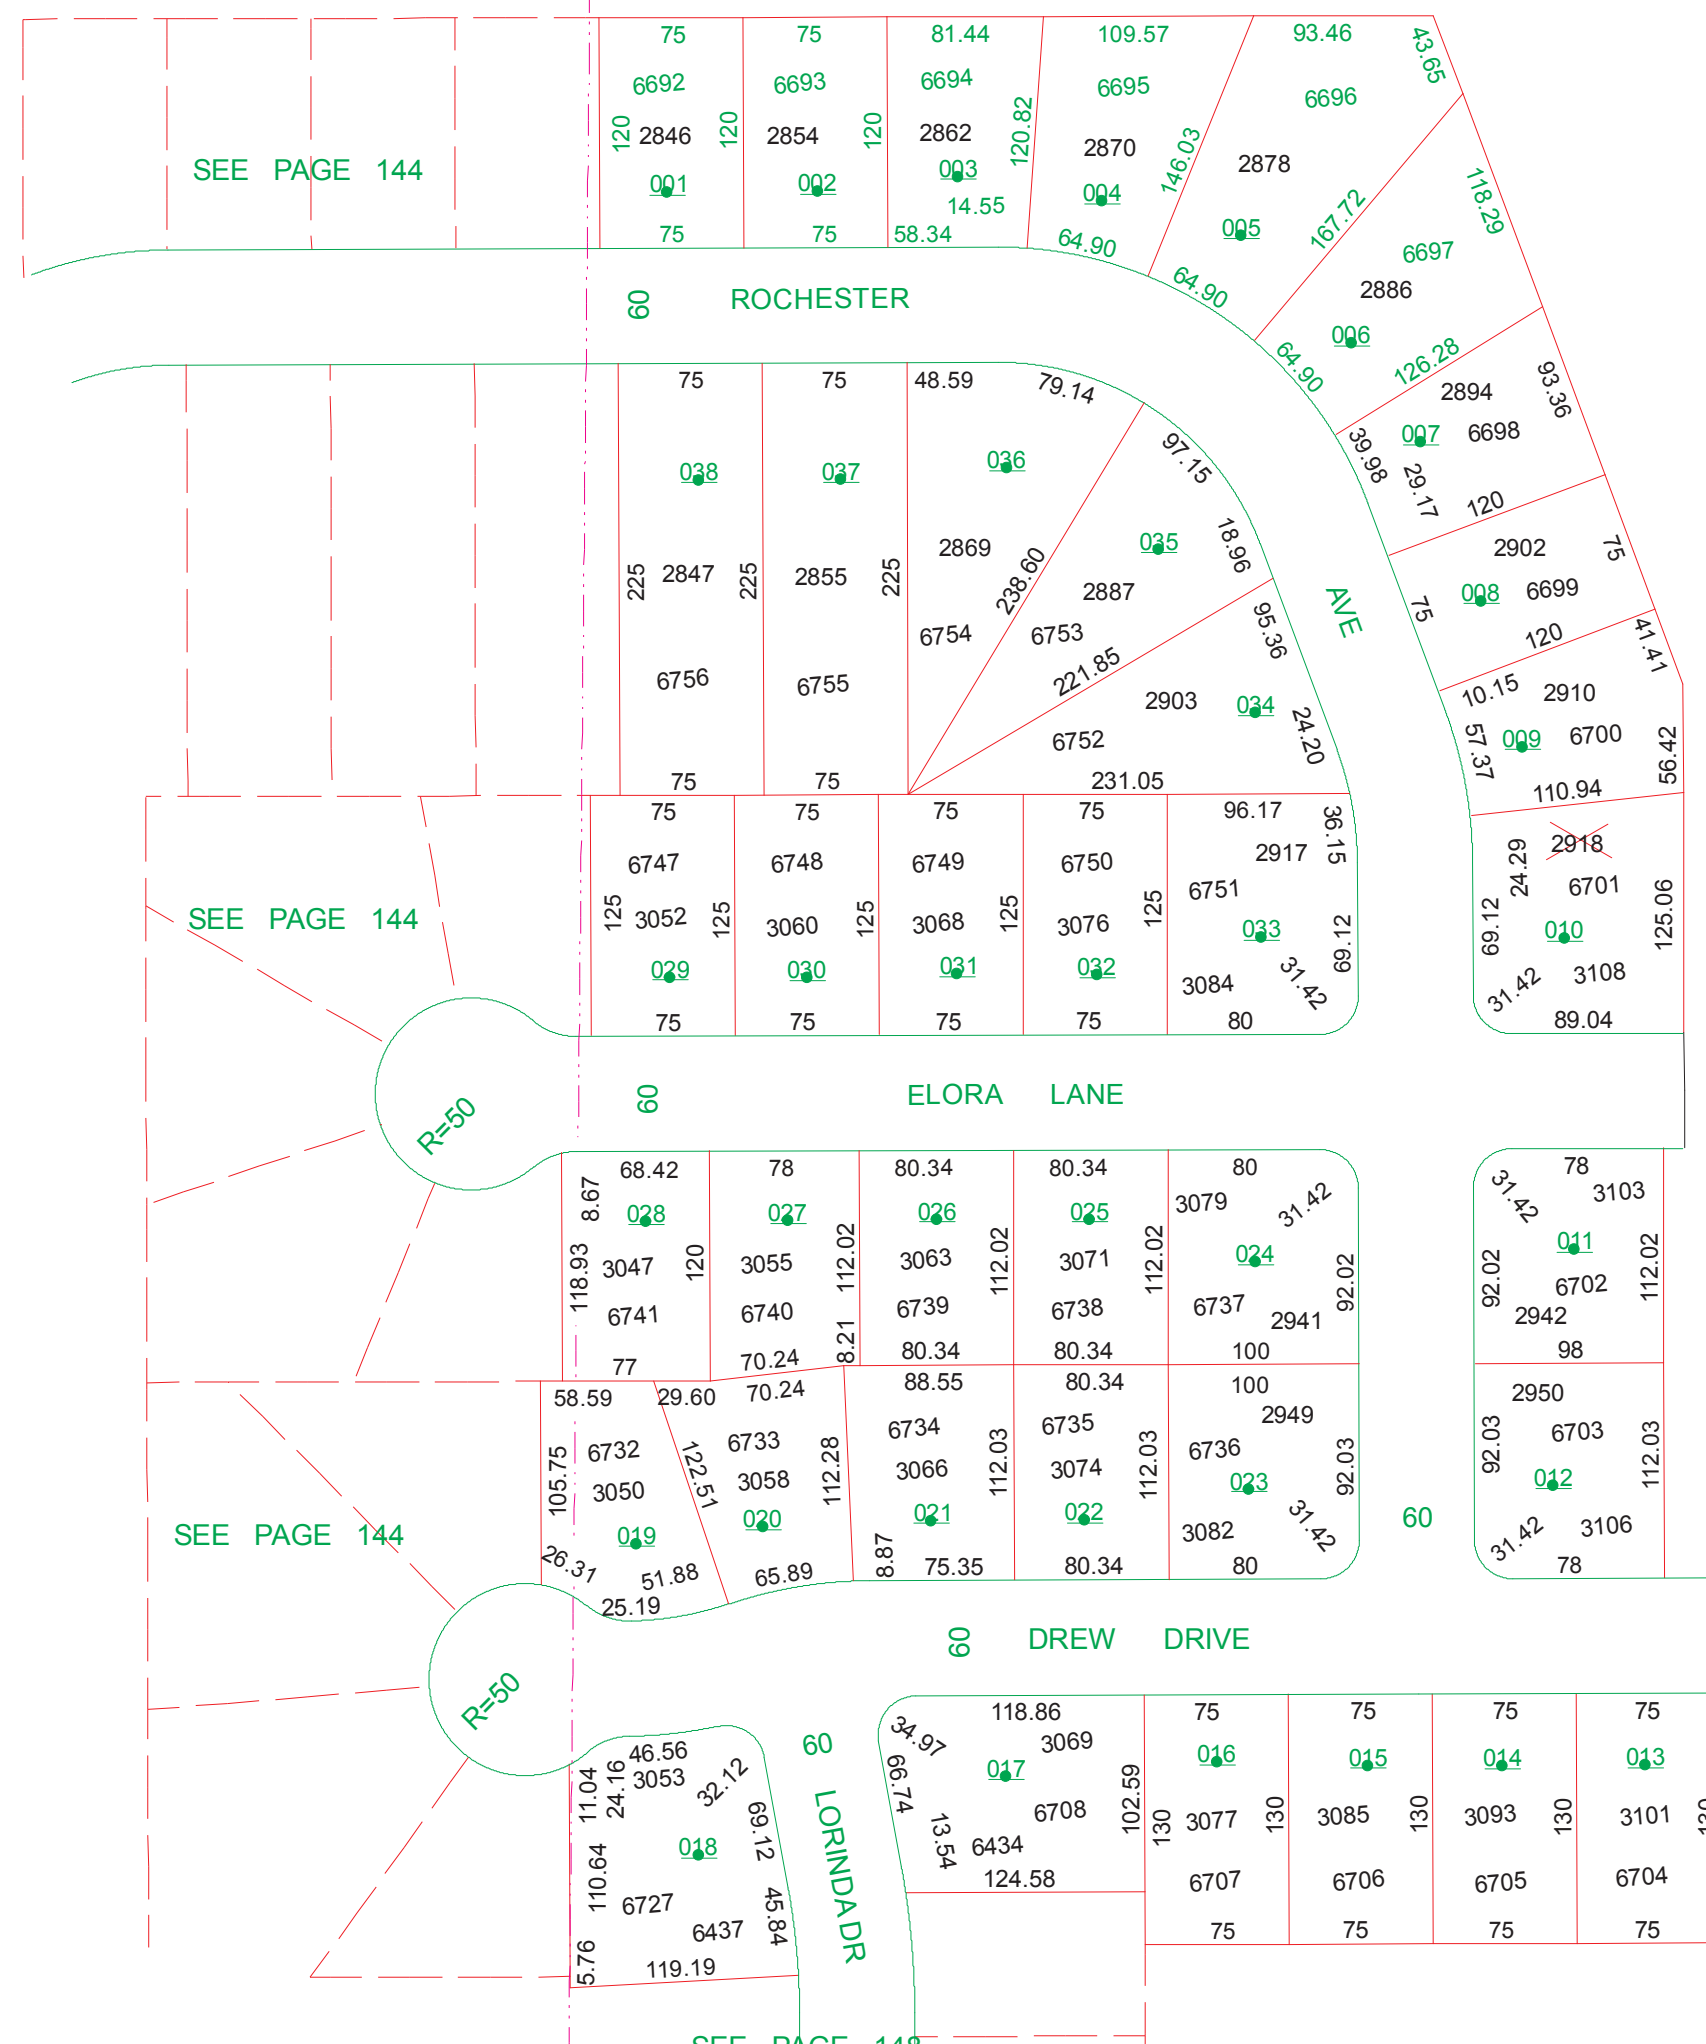 75 75 81.44 109.57 93.46 43.65
6692 6693 6694 6695 6696
120 2846 120 2854 120 2862 120.82 2870 146.03 2878
SEE PAGE 144
001 002 003 004 005 167.72 118.29
14.55
75 75 58.34 64.90 64.90 6697
2886
60 ROCHESTER
006
64.90 126.28
75 75 48.59 79.14 2894 93.36
007 6698
97.15 39.98 29.17 120
038 037 036
035 18.96 2902 75
2869 238.60
225 2847 225 2855 225 2887 AVE 75 008 6699
6754 6753 95.36 120 41.41
6756 6755 221.85 10.15 2910
2903 034 24.20 57.37 009 6700 56.42
6752
75 75 231.05 110.94
75 75 75 75 96.17 36.15 2918
6747 6748 6749 6750 2917 24.29
6751 6701
SEE PAGE 144
125 3052 125 3060 125 3068 125 3076 125 033 69.12 69.12 010 125.06
029 030 031 032 3084 31.42 31.42 3108
75 75 75 75 80 89.04
60 ELORA LANE
R=50
68.42 78 80.34 80.34 80 78
8.67 3079 31.42 31.42 3103
028 027 026 025
118.93 3047 120 3055 112.02 3063 112.02 3071 112.02 024 92.02 92.02 011 112.02
6741 6740 6739 6738 6737 2941 6702
2942
77 70.24 8.21 80.34 80.34 100 98
58.59 29.60 70.24 88.55 80.34 100 2950
6732 6733 6734 6735 2949 6703
6736
105.75 3050 122.51 3058 112.28 3066 112.03 3074 112.03 023 92.03 92.03 012 112.03
SEE PAGE 144
019 020 021 022 3082 31.42 60 31.42 3106
26.31 51.88 65.89 8.87 75.35 80.34 80 78
25.19
60 DREW DRIVE
R=50
46.56 60 34.97 118.86 75 75 75 75
3053 32.12 3069
11.04 24.16 66.74 017 016 015 014 013
69.12 LORINDA DR 6708 102.59 130 3077 130 3085 130 3093 130 3101 130
018 13.54 6434
110.64 124.58 6707 6706 6705 6704
6727 45.84
6437 75 75 75 75
5.76 119.19
SEE PAGE 148